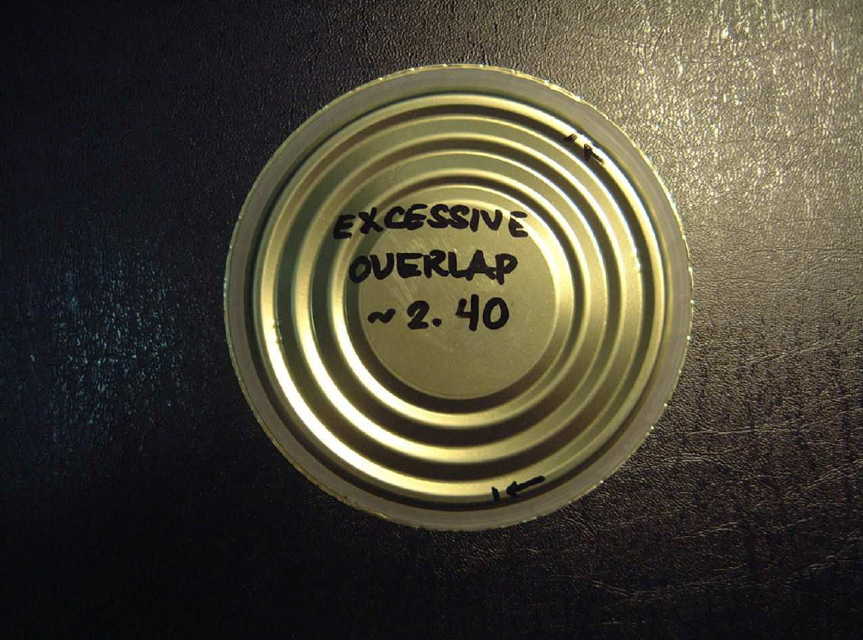 EXCESSIVE
OVERLAP
~ 2.40